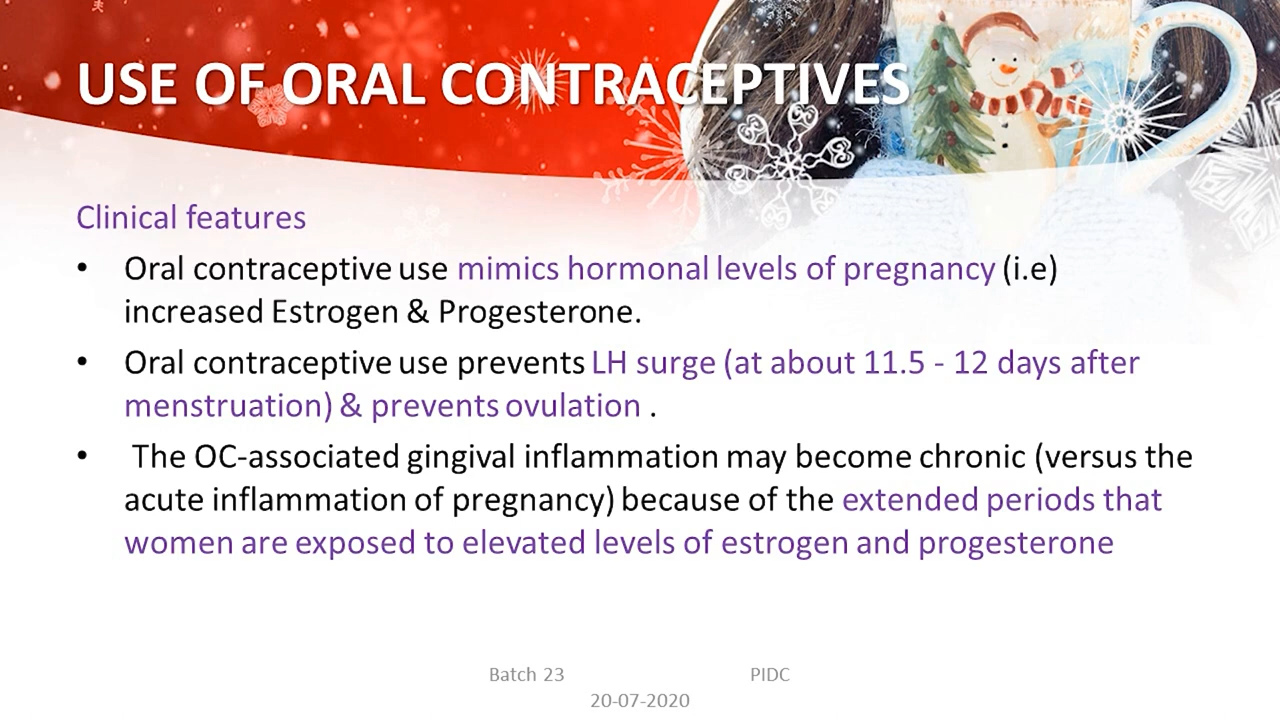 USE OF ORAL CONTRACEPTIVES
Clinical features
• Oral contraceptive use mimics hormonal levels of pregnancy (i.e)
increased Estrogen & Progesterone.
• Oral contraceptive use prevents LH surge (at about 11.5 - 12 days after
menstruation) & prevents ovulation .
• The OC-associated gingival inflammation may become chronic (versus the
acute inflammation of pregnancy) because of the extended periods that
women are exposed to elevated levels of estrogen and progesterone
Batch 23 PIDC
20-07-2020